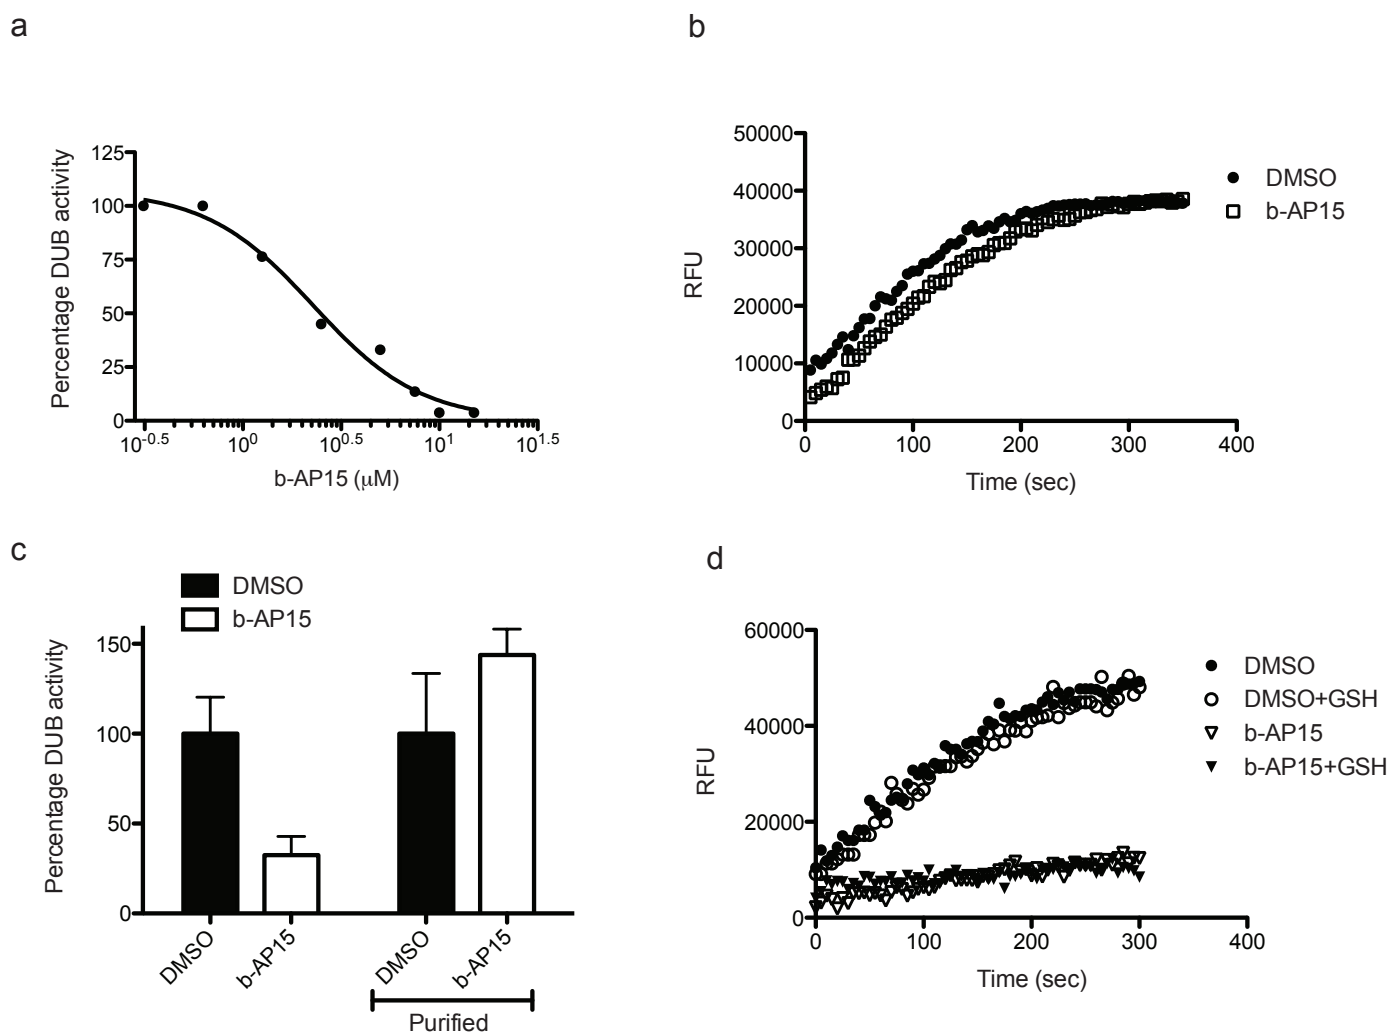 a
Percentage DUB activity
125
100
75
50
25
0
10^-0.5 10^0 10^0.5 10^1 10^1.5
b-AP15 (μM)
b
RFU
50000
40000
30000
20000
10000
0
0 100 200 300 400
Time (sec)
DMSO
b-AP15
c
DMSO
b-AP15
Percentage DUB activity
150
100
50
0
DMSO b-AP15 DMSO b-AP15
Purified
d
RFU
60000
40000
20000
0
0 100 200 300 400
Time (sec)
DMSO
DMSO+GSH
b-AP15
b-AP15+GSH